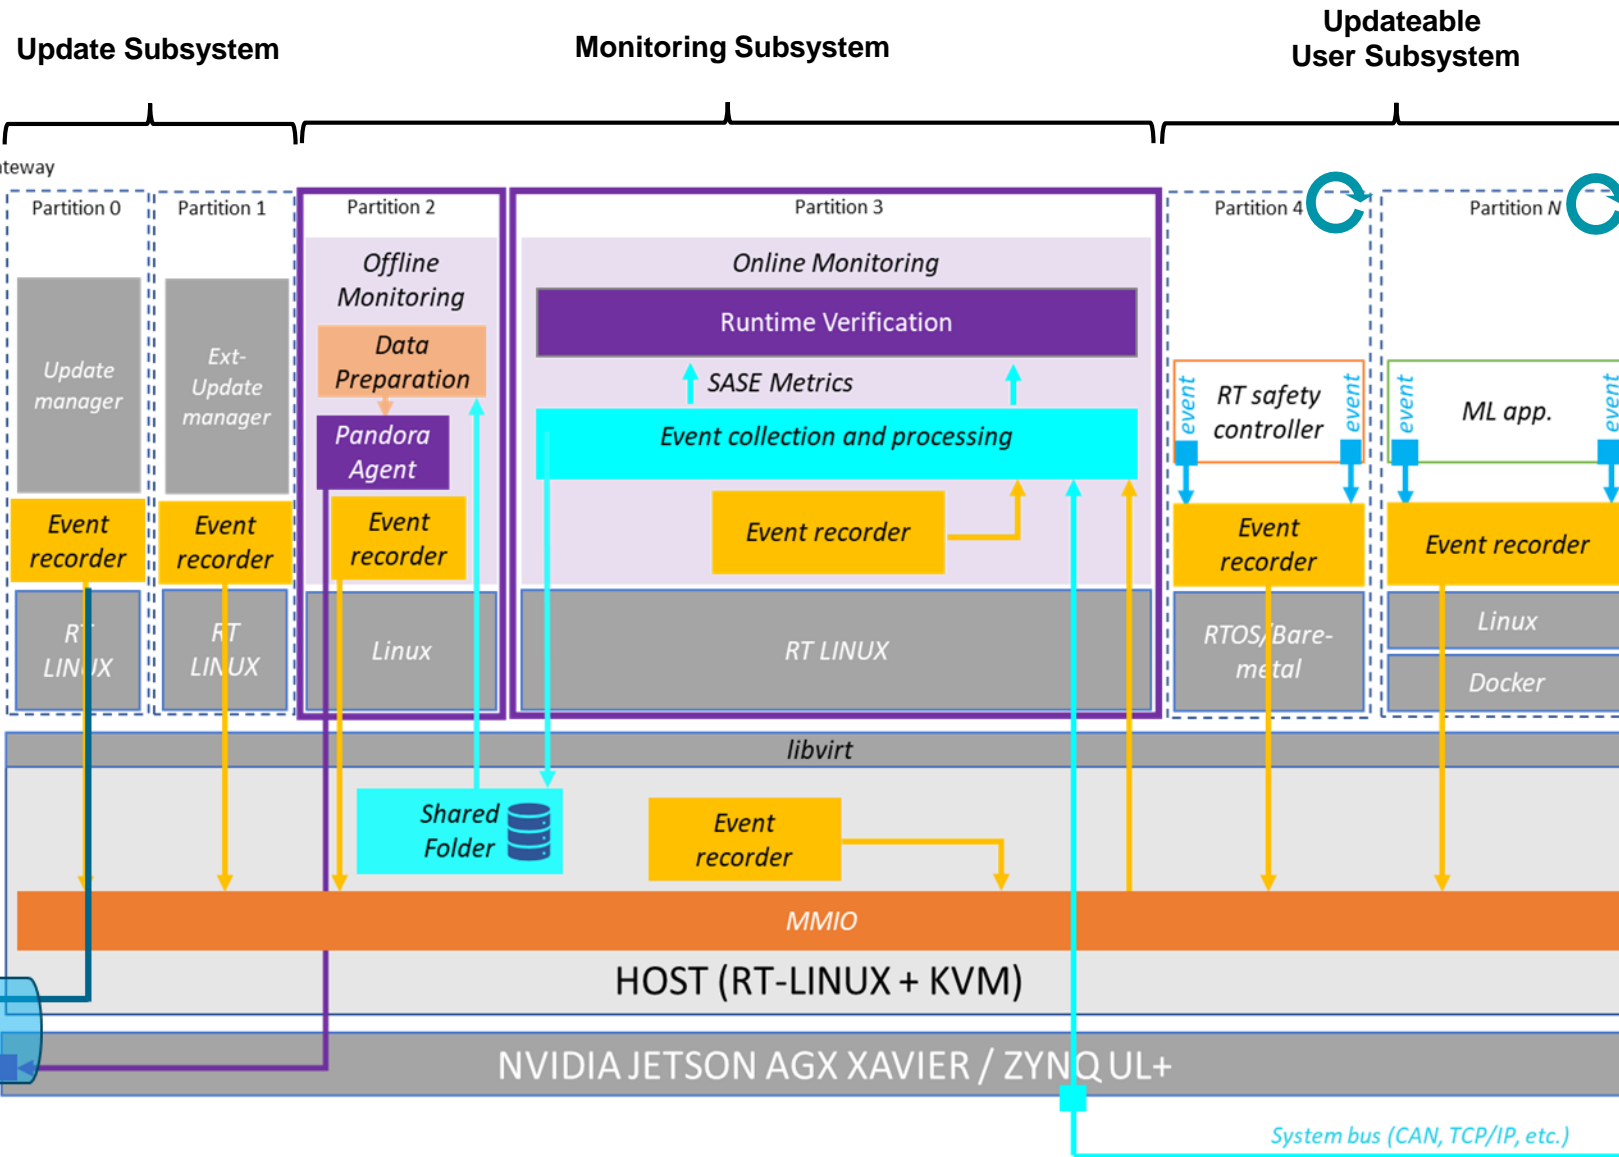 Update Subsystem
Monitoring Subsystem
Updateable
User Subsystem
ateway
Partition 0
Partition 1
Partition 2
Partition 3
Partition 4
Partition N
Offline
Monitoring
Online Monitoring
Update
manager
Ext-
Update
manager
Data
Preparation
Pandora
Agent
Runtime Verification
SASE Metrics
Event collection and processing
event
RT safety
controller
event
event
ML app.
Event
recorder
Event
recorder
Event
recorder
Event recorder
Event
recorder
Event recorder
RT
LINUX
RT
LINUX
Linux
RT LINUX
RTOS/Bare-
metal
Linux
Docker
libvirt
Shared
Folder
Event
recorder
MMIO
HOST (RT-LINUX + KVM)
NVIDIA JETSON AGX XAVIER / ZYNQ UL+
System bus (CAN, TCP/IP, etc.)